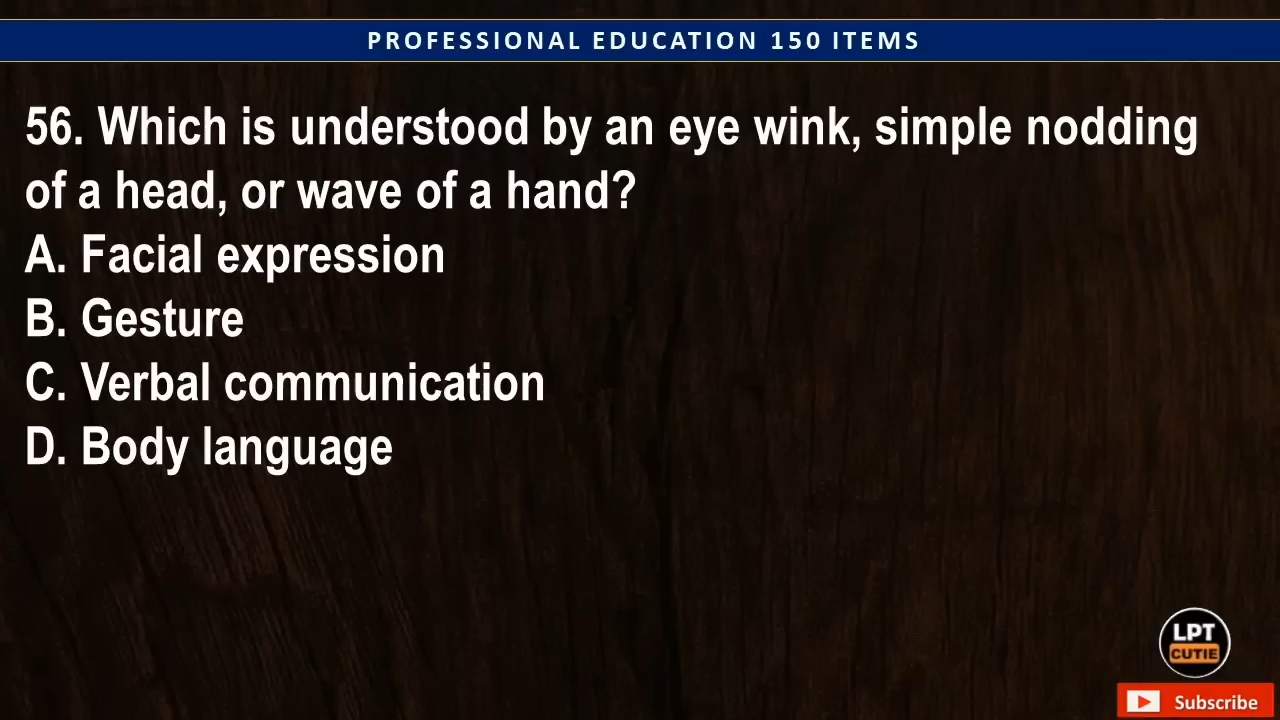 PROFESSIONAL EDUCATION 150 ITEMS
56. Which is understood by an eye wink, simple nodding
of a head, or wave of a hand?
A. Facial expression
B. Gesture
C. Verbal communication
D. Body language
LPT
CUTIE
Subscribe